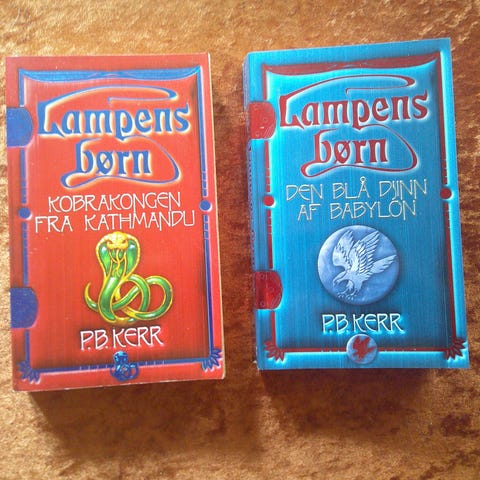 Lampens
børn
KOBRAKONGEN
FRA KATHMANDU
P.B. KERR
Lampens
børn
DEN BLÅ DJINN
AF BABYLON
P.B. KERR